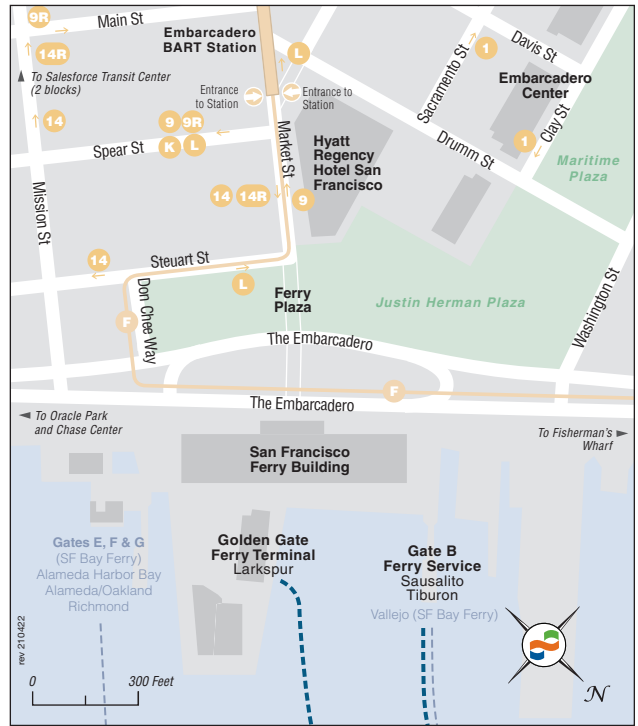 9R
Main St
Embarcadero
BART Station
14R
L
To Salesforce Transit Center
(2 blocks)
Entrance
to Station
Entrance to
Station
Sacramento St
1
Davis St
Embarcadero
Center
Clay St
1
14
9 9R
K L
Spear St
Market St
Hyatt
Regency
Hotel San
Francisco
Drumm St
Maritime
Plaza
Mission St
14 14R
9
14
Steuart St
L
Don Chee Way
F
Ferry
Plaza
Justin Herman Plaza
Washington St
The Embarcadero
F
The Embarcadero
To Oracle Park
and Chase Center
To Fisherman's
Wharf
San Francisco
Ferry Building
Gates E, F & G
(SF Bay Ferry)
Alameda Harbor Bay
Alameda/Oakland
Richmond
Golden Gate
Ferry Terminal
Larkspur
Gate B
Ferry Service
Sausalito
Tiburon
Vallejo (SF Bay Ferry)
rev 210422
0 300 Feet
N